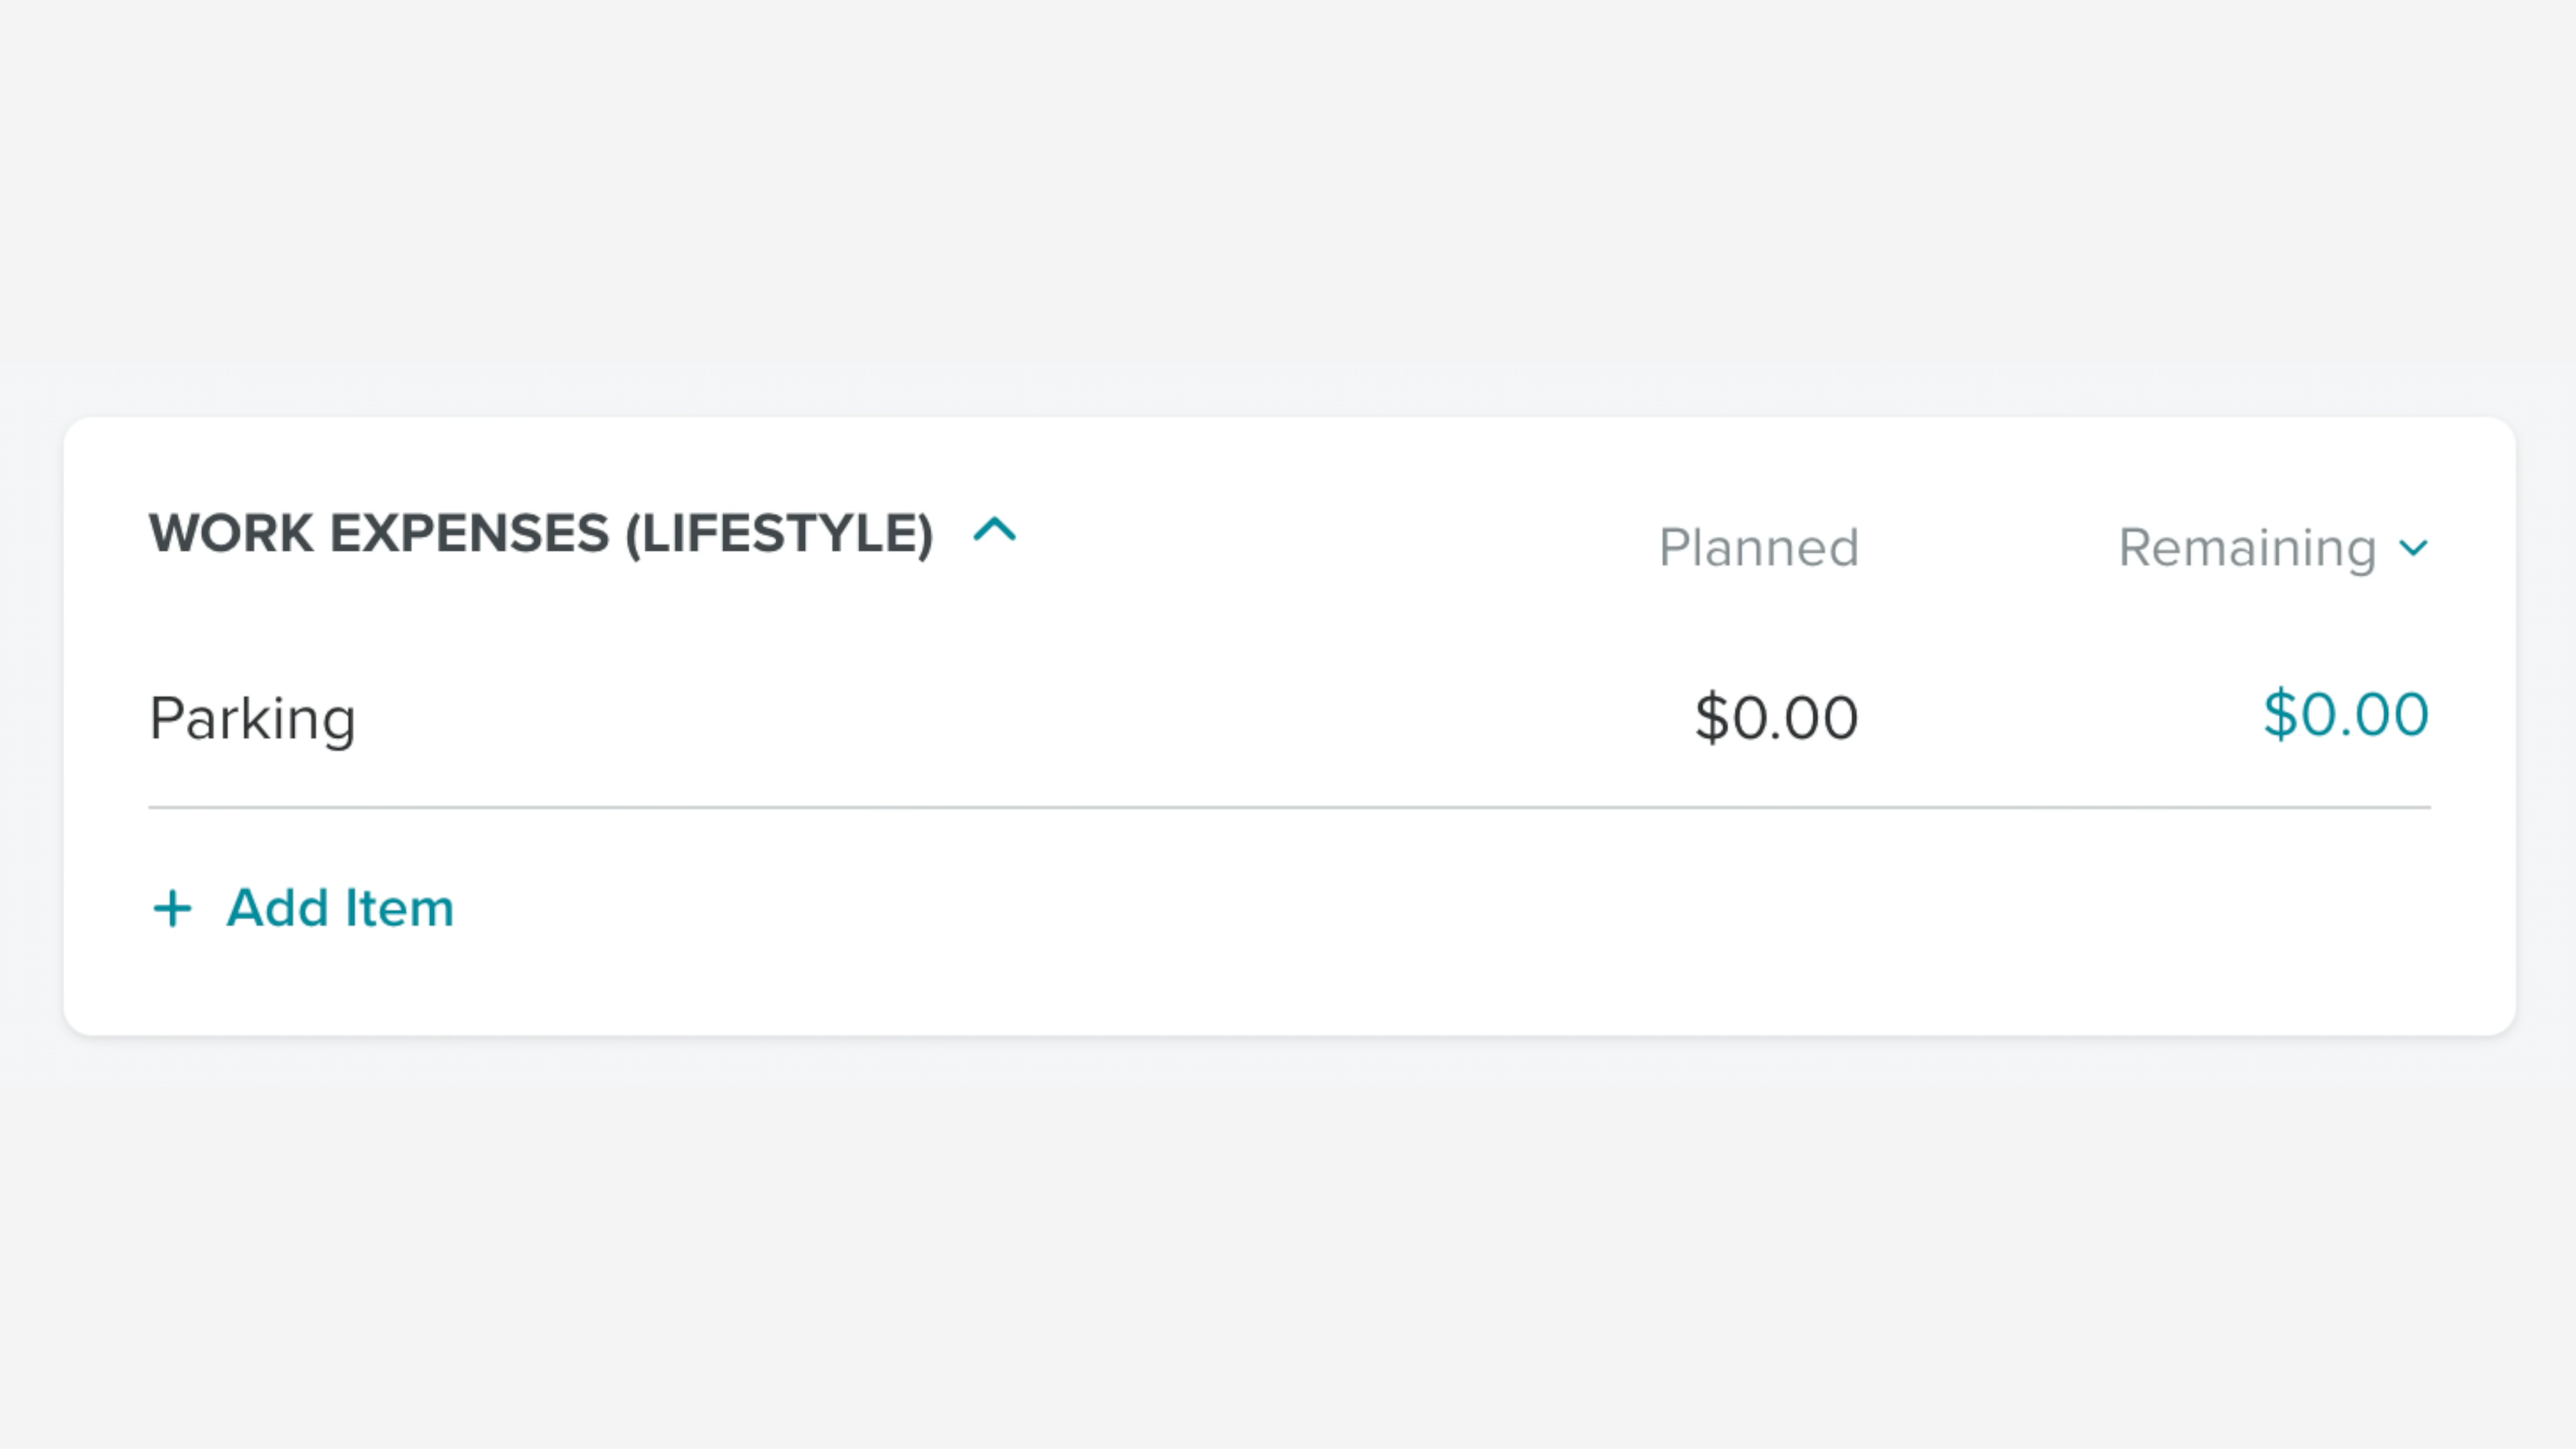 WORK EXPENSES (LIFESTYLE) Planned Remaining
Parking $0.00 $0.00
+ Add Item